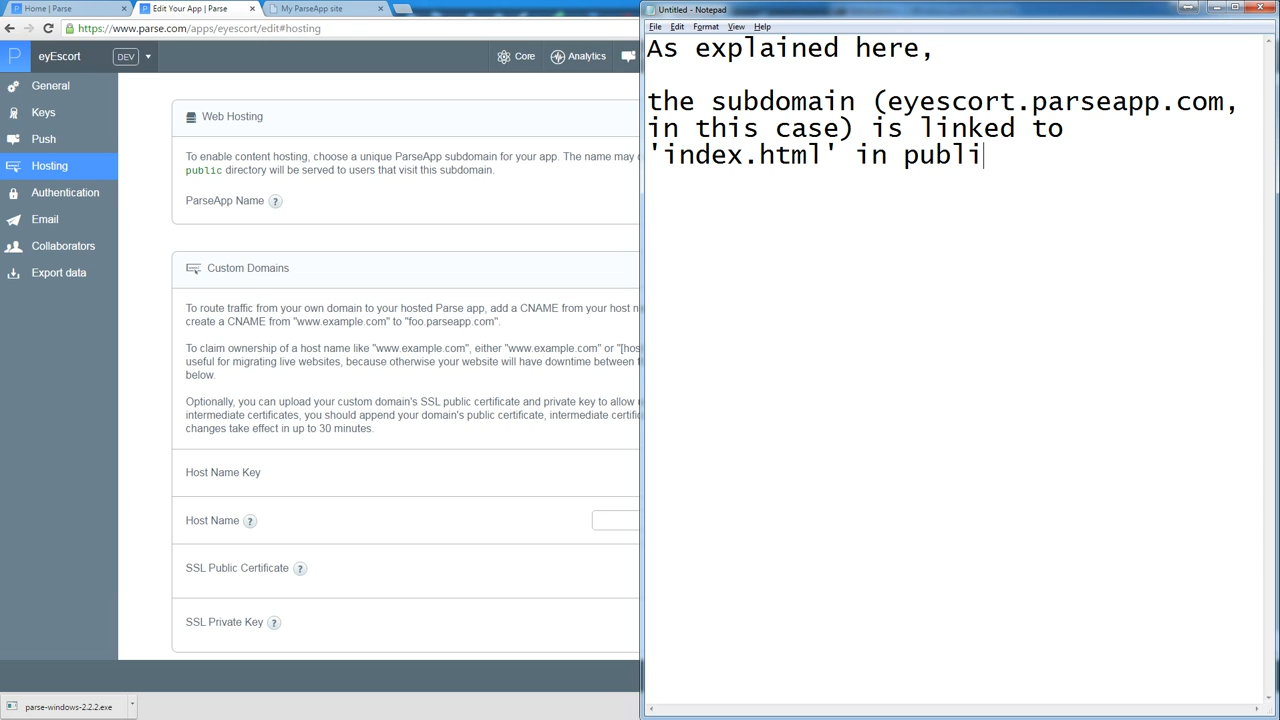 Home | Parse
Edit Your App | Parse
My ParseApp site
https://www.parse.com/apps/eyescort/edit#hosting
eyEscort
DEV
Core
Analytics
General
Keys
Push
Hosting
Email
Authentication
Collaborators
Export data
Web Hosting
To enable content hosting, choose a unique ParseApp subdomain for your app. The name may
public directory will be served to users that visit this subdomain.
ParseApp Name ?
Custom Domains
To route traffic from your own domain to your hosted Parse app, add a CNAME from your host
create a CNAME from "www.example.com" to "foo.parseapp.com".
To claim ownership of a host name like "www.example.com", either "www.example.com" or "[hos
useful for migrating live websites, because otherwise your website will have downtime between
below.
Optionally, you can upload your custom domain's SSL public certificate and private key to allow
intermediate certificates, you should append your domain's public certificate, intermediate certific
changes take effect in up to 30 minutes.
Host Name Key
Host Name ?
SSL Public Certificate ?
SSL Private Key ?
parse-windows-2.2.2.exe
Untitled - Notepad
File Edit Format View Help
As explained here,
the subdomain (eyescort.parseapp.com,
in this case) is linked to
'index.html' in publi